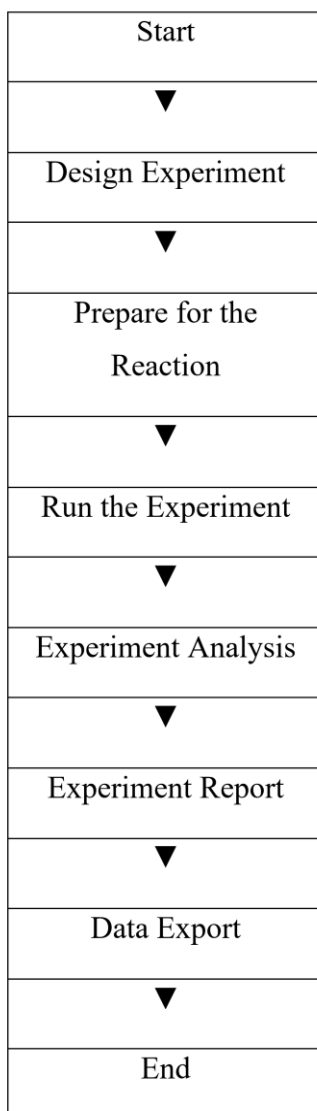 Start
▼
Design Experiment
▼
Prepare for the
Reaction
▼
Run the Experiment
▼
Experiment Analysis
▼
Experiment Report
▼
Data Export
▼
End